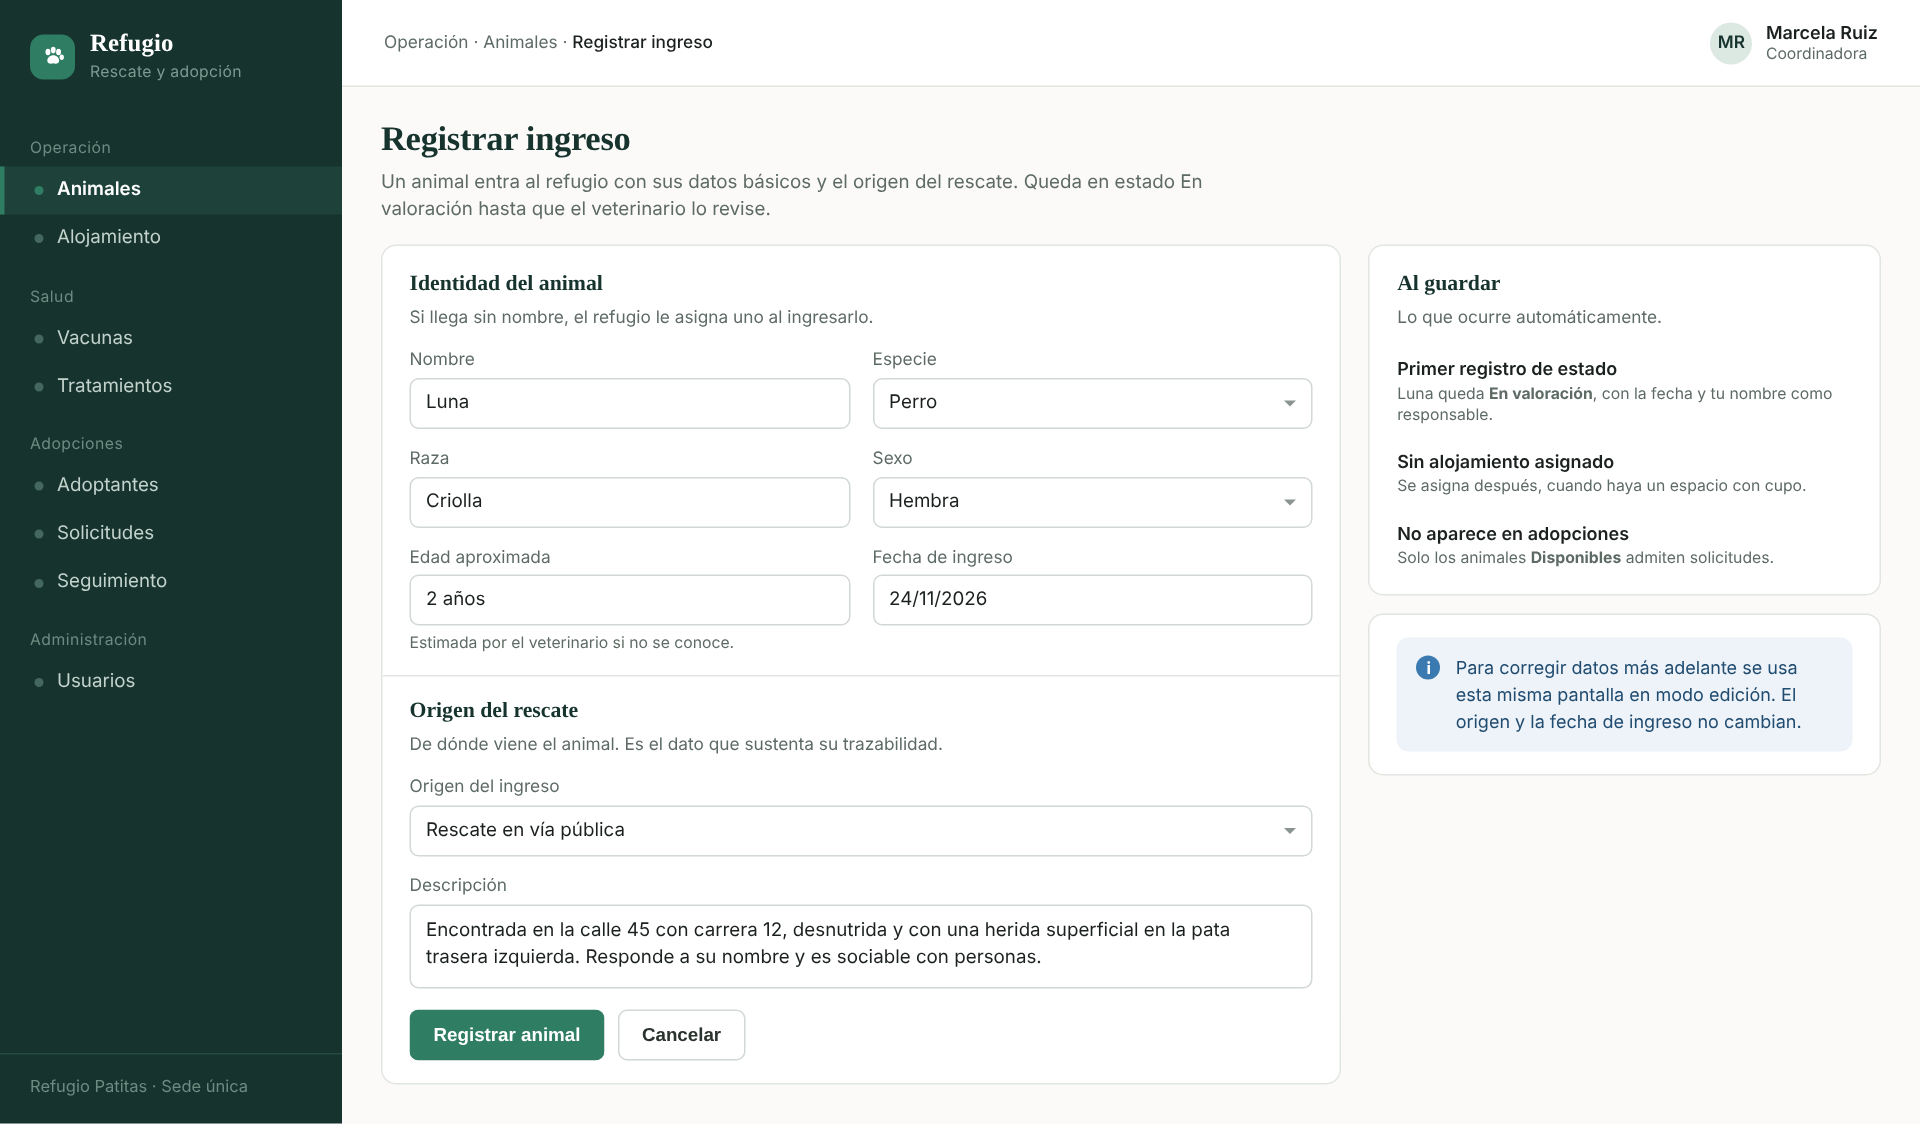 Refugio
Rescate y adopción
Operación
Animales
Alojamiento
Salud
Vacunas
Tratamientos
Adopciones
Adoptantes
Solicitudes
Seguimiento
Administración
Usuarios
Refugio Patitas · Sede única
Operación · Animales · Registrar ingreso
MR
Marcela Ruiz
Coordinadora
Registrar ingreso
Un animal entra al refugio con sus datos básicos y el origen del rescate. Queda en estado En
valoración hasta que el veterinario lo revise.
Identidad del animal
Si llega sin nombre, el refugio le asigna uno al ingresarlo.
Nombre
Luna
Especie
Perro
Raza
Criolla
Sexo
Hembra
Edad aproximada
2 años
Estimada por el veterinario si no se conoce.
Fecha de ingreso
24/11/2026
Origen del rescate
De dónde viene el animal. Es el dato que sustenta su trazabilidad.
Origen del ingreso
Rescate en vía pública
Descripción
Encontrada en la calle 45 con carrera 12, desnutrida y con una herida superficial en la pata
trasera izquierda. Responde a su nombre y es sociable con personas.
Registrar animal
Cancelar
Al guardar
Lo que ocurre automáticamente.
Primer registro de estado
Luna queda En valoración, con la fecha y tu nombre como
responsable.
Sin alojamiento asignado
Se asigna después, cuando haya un espacio con cupo.
No aparece en adopciones
Solo los animales Disponibles admiten solicitudes.
Para corregir datos más adelante se usa
esta misma pantalla en modo edición. El
origen y la fecha de ingreso no cambian.